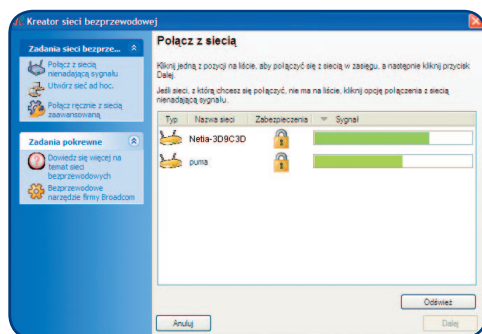 Kreator sieci bezprzewodowej
Zadania sieci bezprze...
Połącz z siecią
nienadającą sygnału
Utwórz sieć ad hoc.
Połącz ręcznie z siecią
zaawansowaną
Zadania pokrewne
Dowiedz się więcej na
temat sieci
bezprzewodowych
Bezprzewodowe
narzędzie firmy Broadcom
Połącz z siecią
Kliknij jedną z pozycji na liście, aby połączyć się z siecią w zasięgu, a następnie kliknij przycisk
Dalej.
Jeśli sieci, z którą chcesz się połączyć, nie ma na liście, kliknij opcję połączenia z siecią
nienadającą sygnału.
Typ Nazwa sieci Zabezpieczenia Sygnał
Netia-3D9C3D
puma
Odśwież
Anuluj Dalej